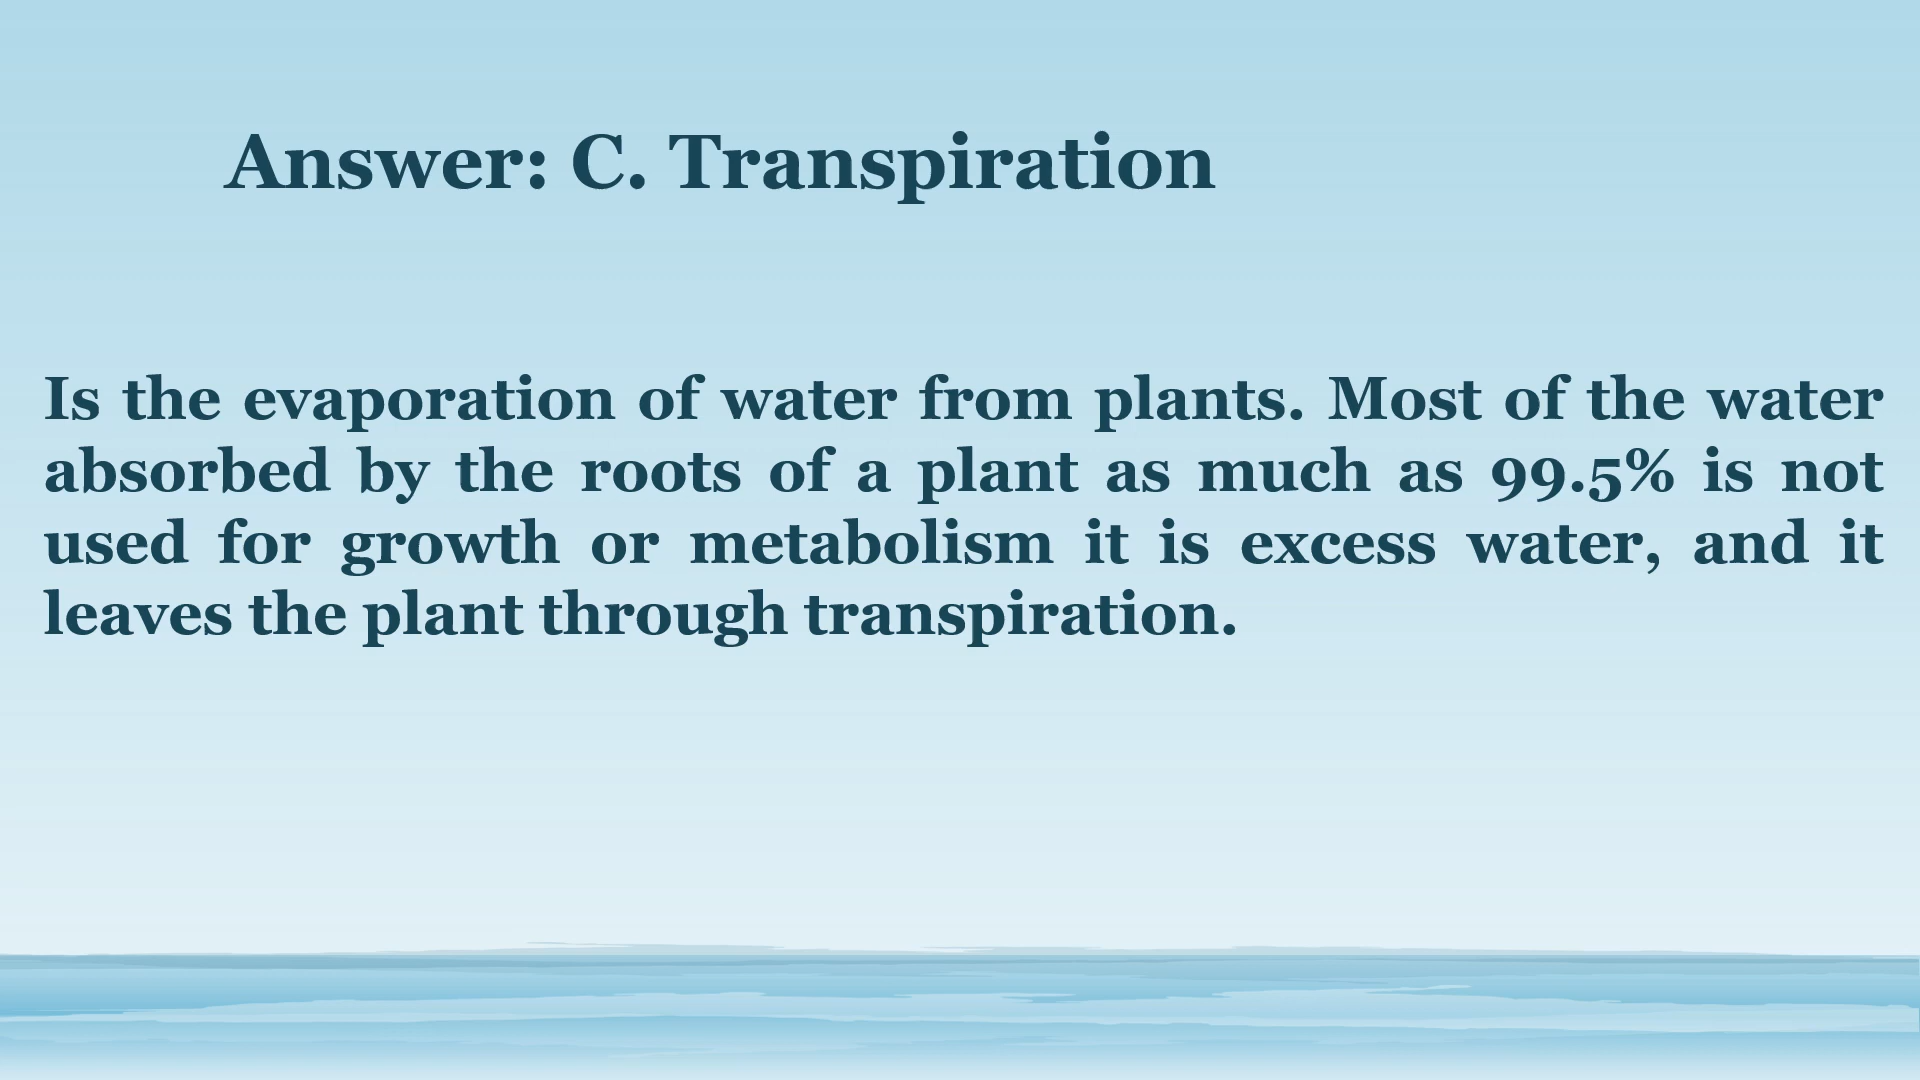 Answer: C. Transpiration
Is the evaporation of water from plants. Most of the water
absorbed by the roots of a plant as much as 99.5% is not
used for growth or metabolism it is excess water, and it
leaves the plant through transpiration.